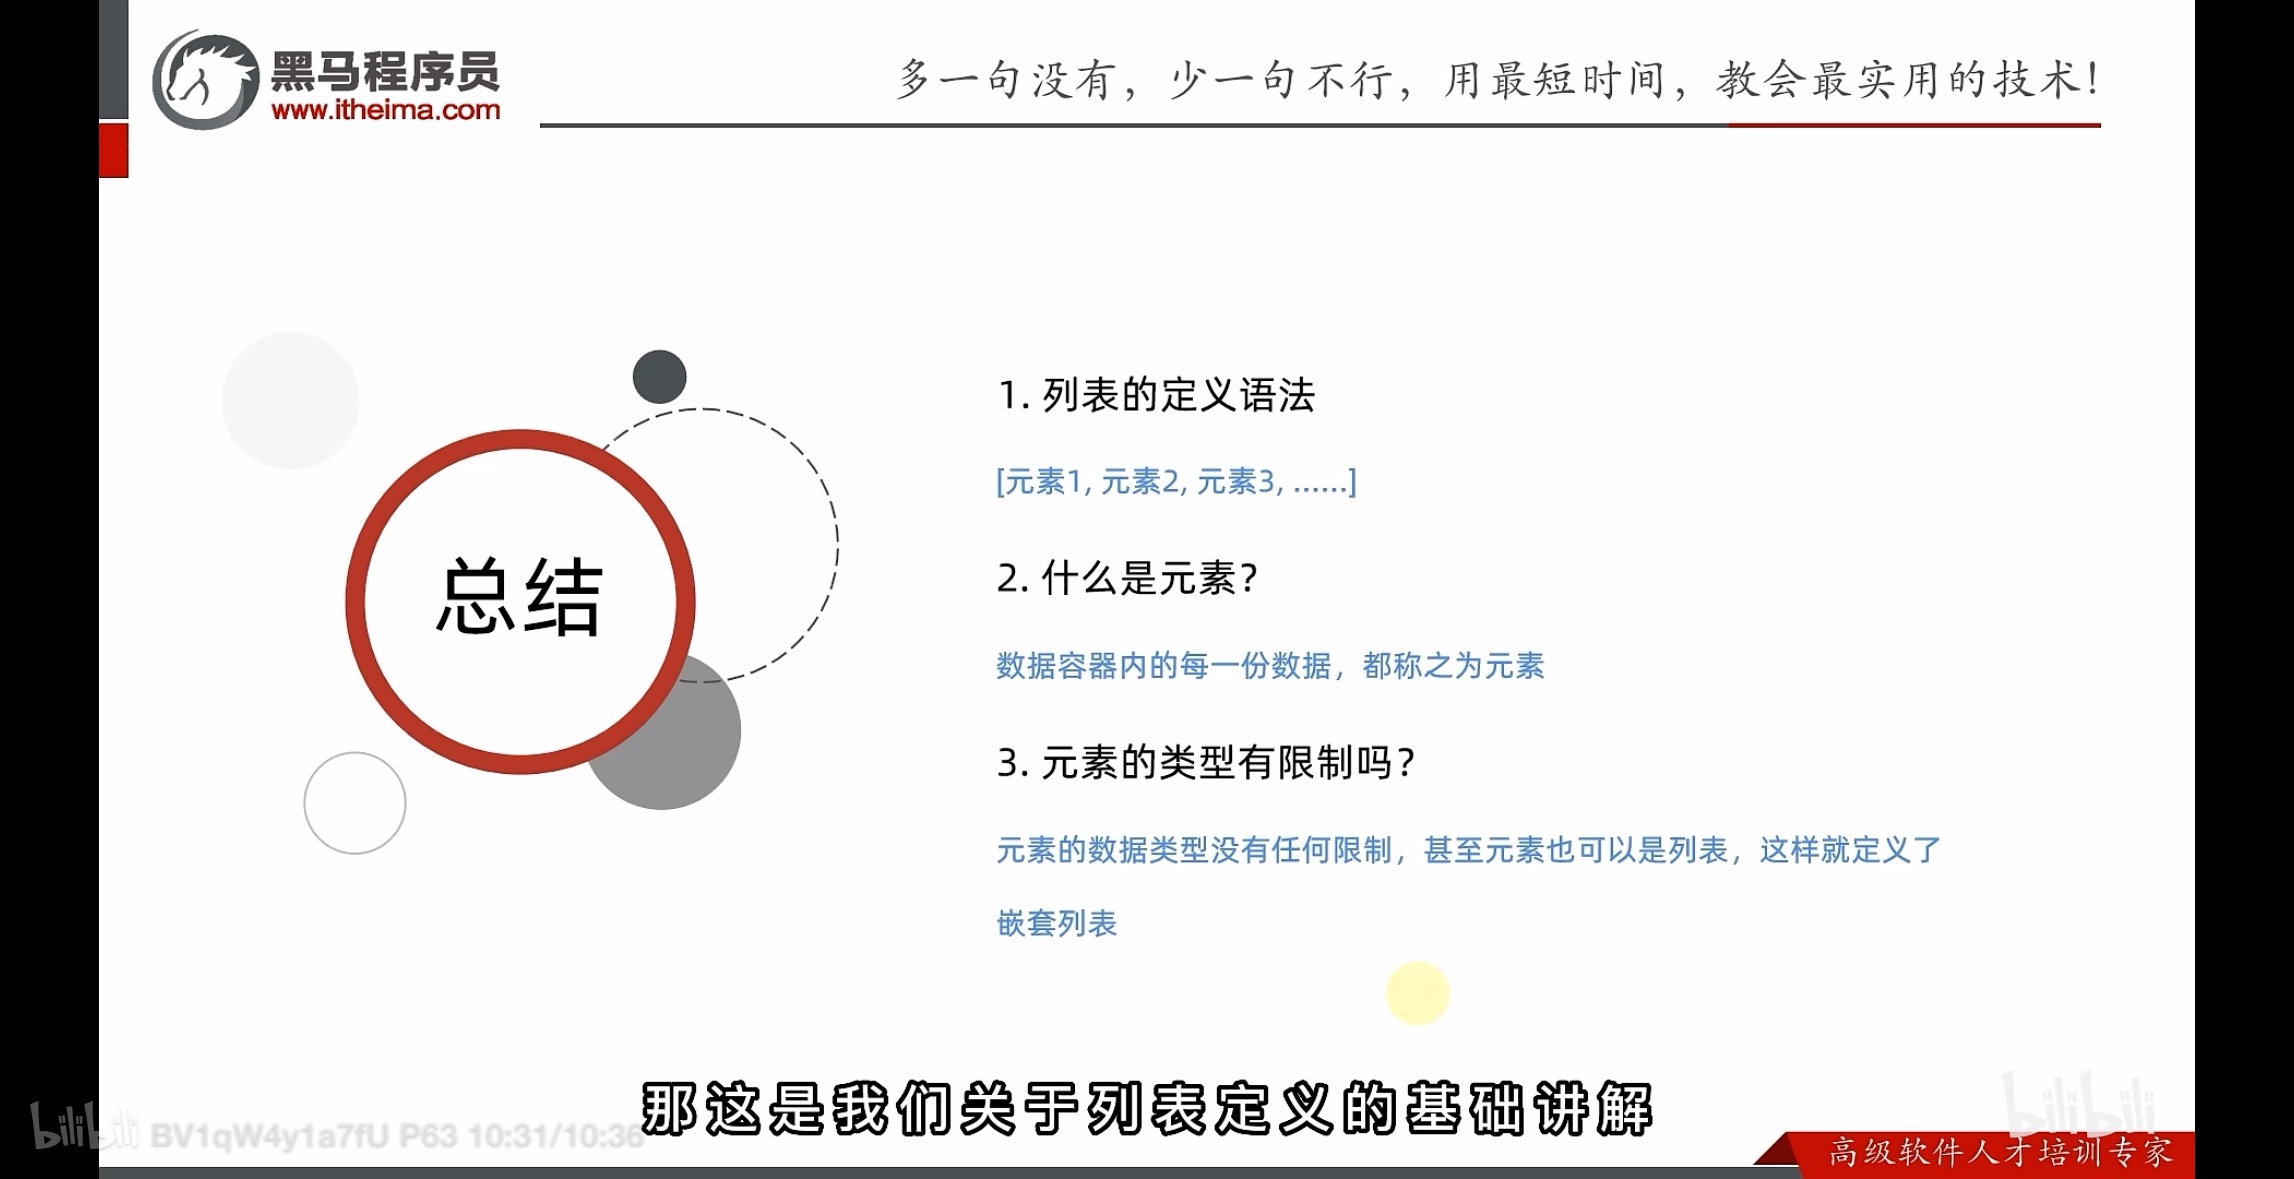 黑马程序员
www.itheima.com
多一句没有，少一句不行，用最短时间，教会最实用的技术！
总结
1. 列表的定义语法
[元素1, 元素2, 元素3, ......]
2. 什么是元素？
数据容器内的每一份数据，都称之为元素
3. 元素的类型有限制吗？
元素的数据类型没有任何限制，甚至元素也可以是列表，这样就定义了
嵌套列表
那这是我们关于列表定义的基础讲解
bilibili BV1qW4y1a7fU P63 10:31/10:36
bilibili
高级软件人才培训专家